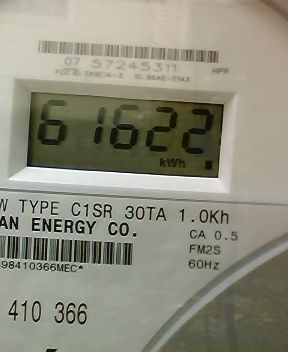 07 57245311
HPP
61622
kWh
W TYPE C1SR 30TA 1.0Kh
AN ENERGY CO.
CA 0.5
FM2S
60Hz
98410366MEC*
410 366